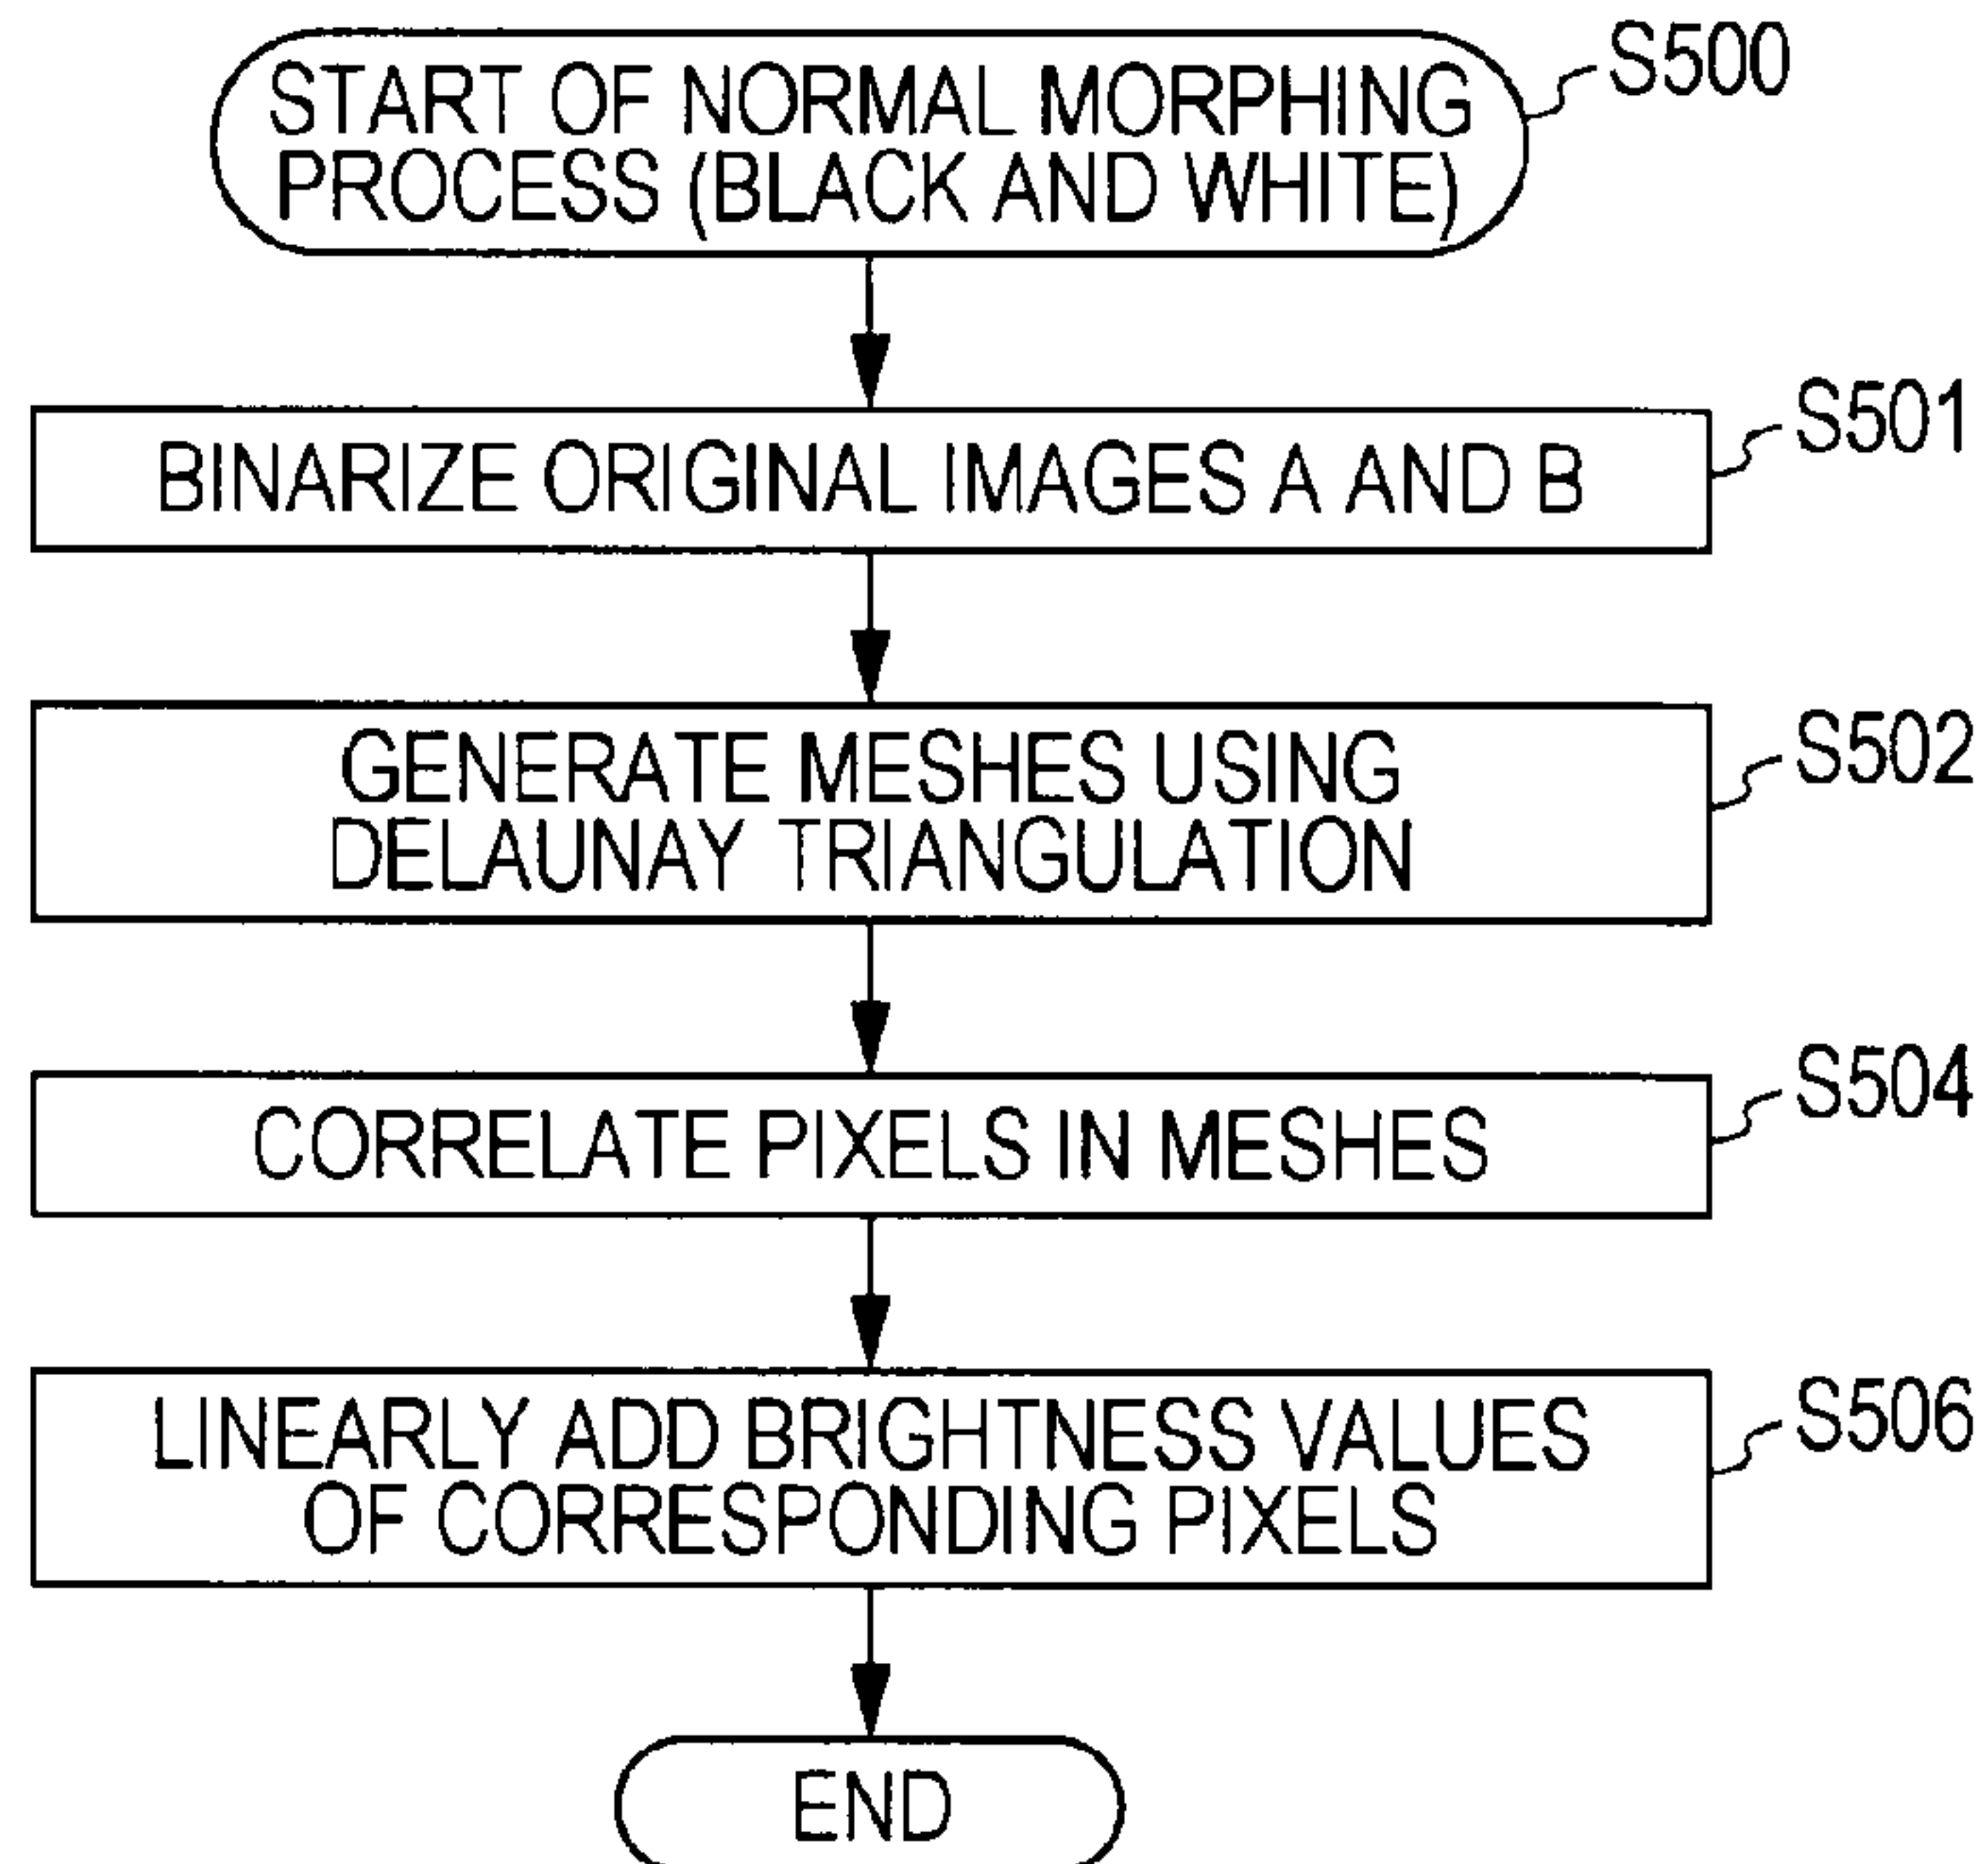 START OF NORMAL MORPHING
PROCESS (BLACK AND WHITE)
S500
BINARIZE ORIGINAL IMAGES A AND B
S501
GENERATE MESHES USING
DELAUNAY TRIANGULATION
S502
CORRELATE PIXELS IN MESHES
S504
LINEARLY ADD BRIGHTNESS VALUES
OF CORRESPONDING PIXELS
S506
END